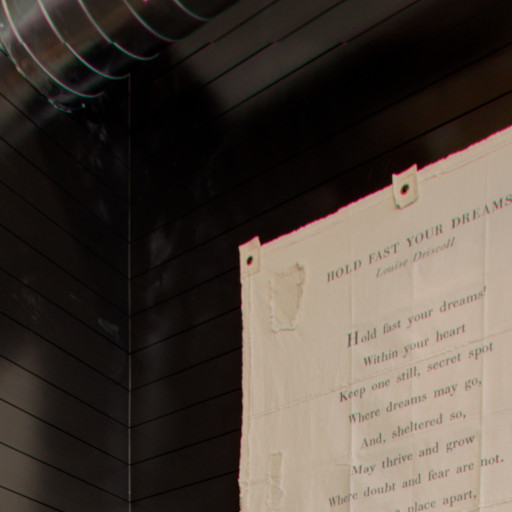 HOLD FAST YOUR DREAMS
Louise Driscoll
Hold fast your dreams!
Within your heart
Keep one still, secret spot
Where dreams may go,
And, sheltered so,
May thrive and grow
Where doubt and fear are not.
place apart,